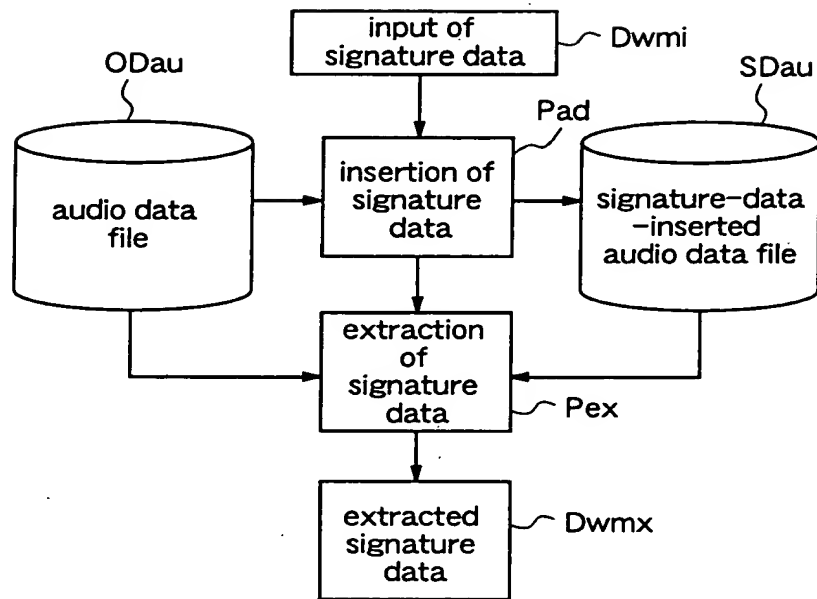 input of
signature data
Dwmi
ODau
SDau
Pad
audio data
file
insertion of
signature
data
signature-data
-inserted
audio data file
extraction
of
signature
data
Pex
extracted
signature
data
Dwmx